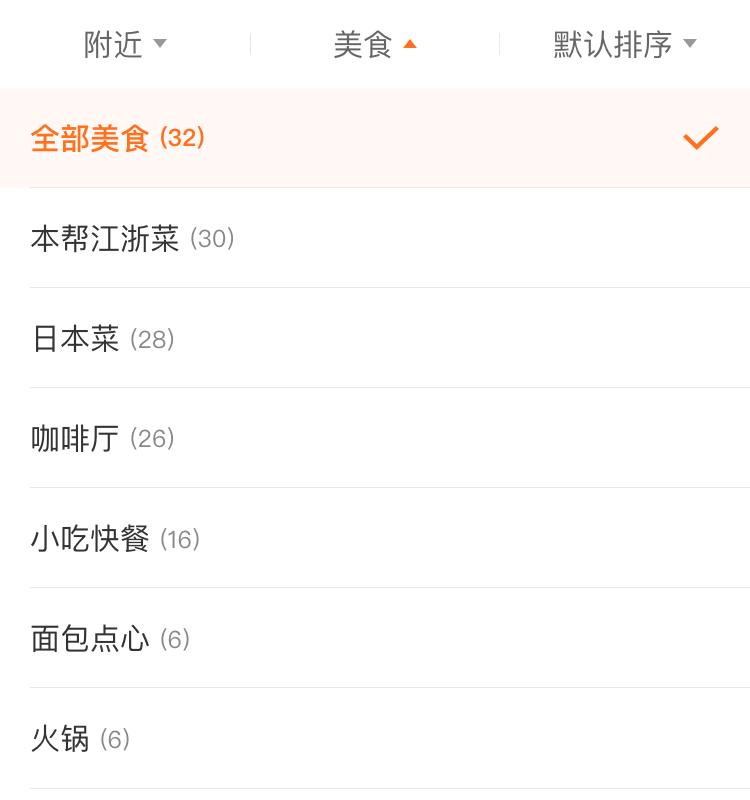 附近 美食 默认排序
全部美食 (32)
本帮江浙菜 (30)
日本菜 (28)
咖啡厅 (26)
小吃快餐 (16)
面包点心 (6)
火锅 (6)